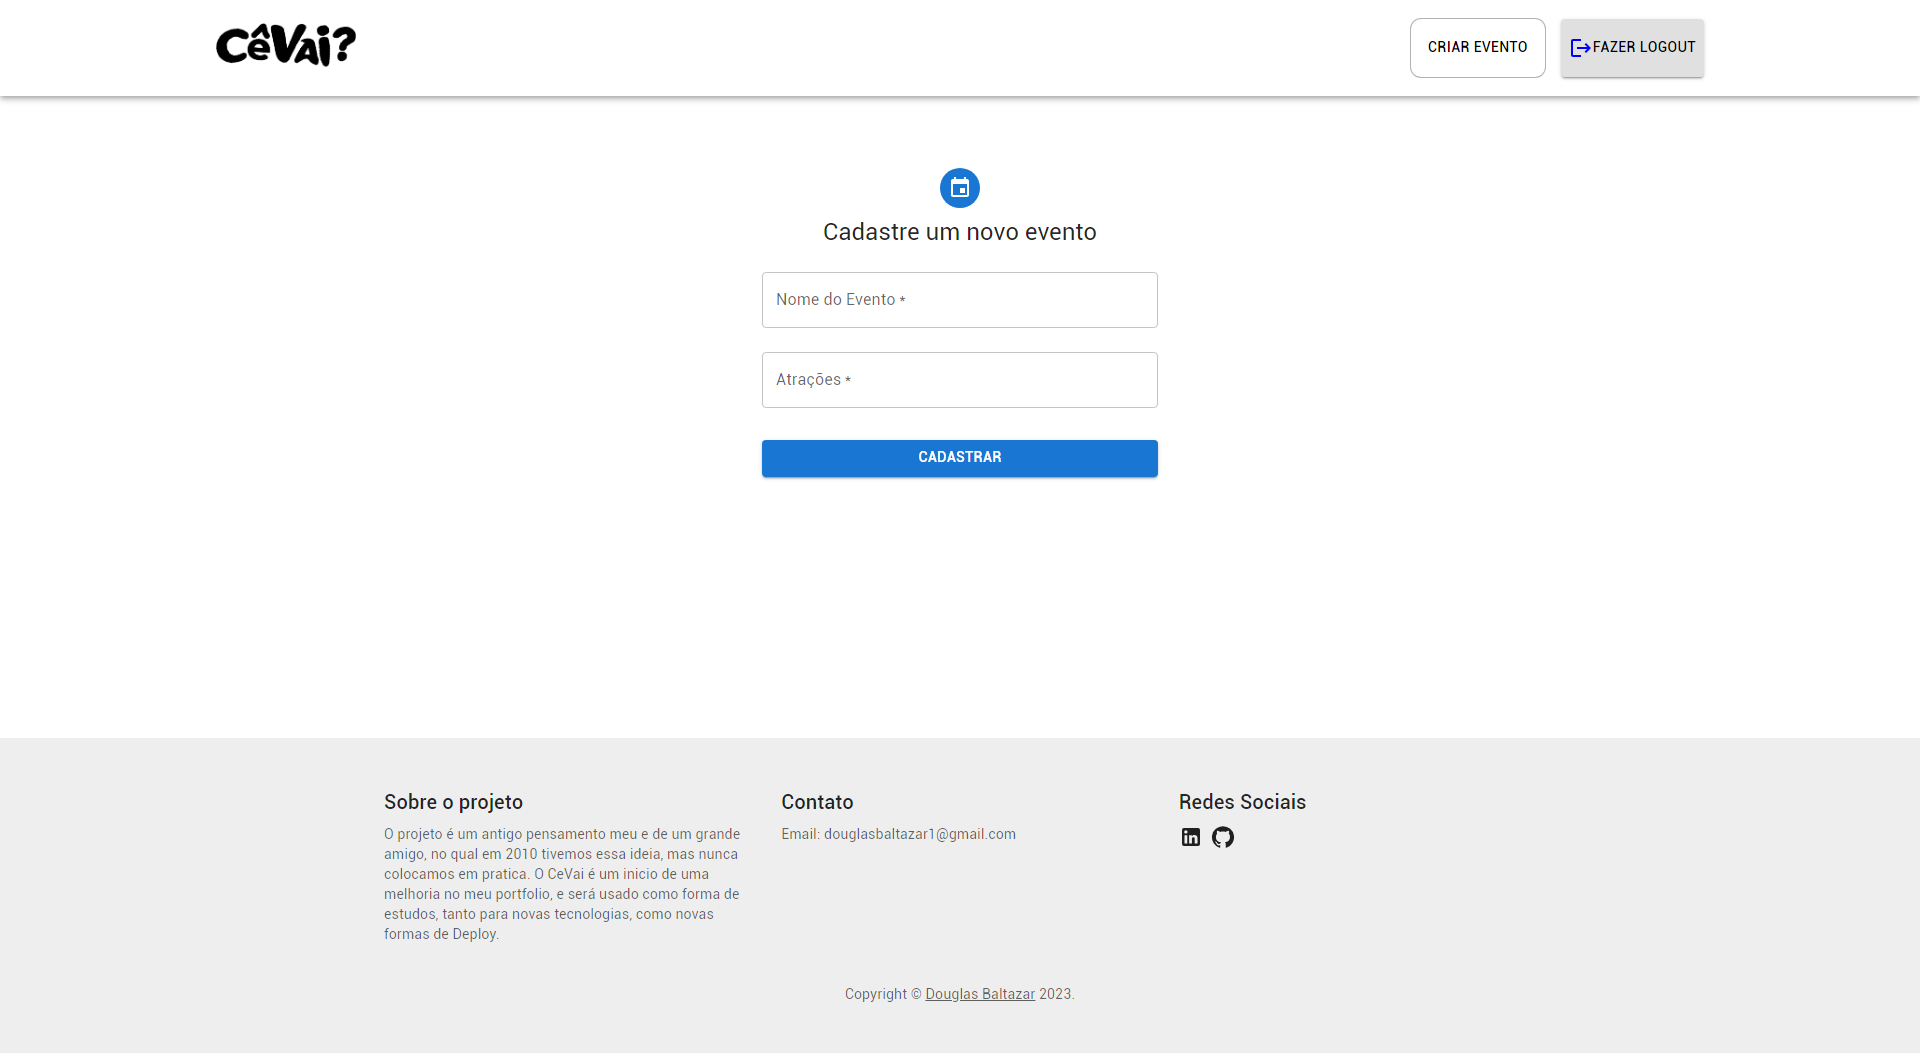 CêVai?
CRIAR EVENTO
FAZER LOGOUT
Cadastre um novo evento
Nome do Evento *
Atrações *
CADASTRAR
Sobre o projeto
O projeto é um antigo pensamento meu e de um grande
amigo, no qual em 2010 tivemos essa ideia, mas nunca
colocamos em pratica. O CeVai é um inicio de uma
melhoria no meu portfolio, e será usado como forma de
estudos, tanto para novas tecnologias, como novas
formas de Deploy.
Contato
Email: douglasbaltazar1@gmail.com
Redes Sociais
Copyright © Douglas Baltazar 2023.